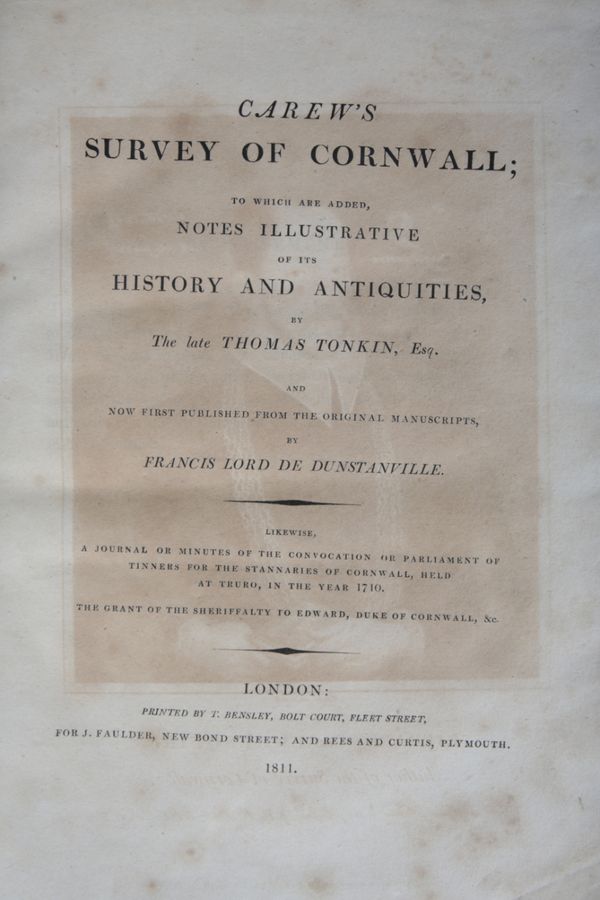 CAREW'S
SURVEY OF CORNWALL;
TO WHICH ARE ADDED,
NOTES ILLUSTRATIVE
OF ITS
HISTORY AND ANTIQUITIES,
BY
The late THOMAS TONKIN, Esq.
AND
NOW FIRST PUBLISHED FROM THE ORIGINAL MANUSCRIPTS,
BY
FRANCIS LORD DE DUNSTANVILLE.
LIKEWISE,
A JOURNAL OR MINUTES OF THE CONVOCATION OR PARLIAMENT OF
TINNERS FOR THE STANNARIES OF CORNWALL, HELD
AT TRURO, IN THE YEAR 1710.
THE GRANT OF THE SHERIFFALTY TO EDWARD, DUKE OF CORNWALL, &c.
LONDON:
PRINTED BY T. BENSLEY, BOLT COURT, FLEET STREET,
FOR J. FAULDER, NEW BOND STREET; AND REES AND CURTIS, PLYMOUTH.
1811.